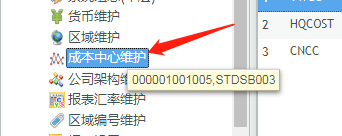 货币维护
区域维护
成本中心维护
公司架构维护
000001001005,STDSB003
报表汇率维护
区域编号维护
2 HQCOST
3 CNCC